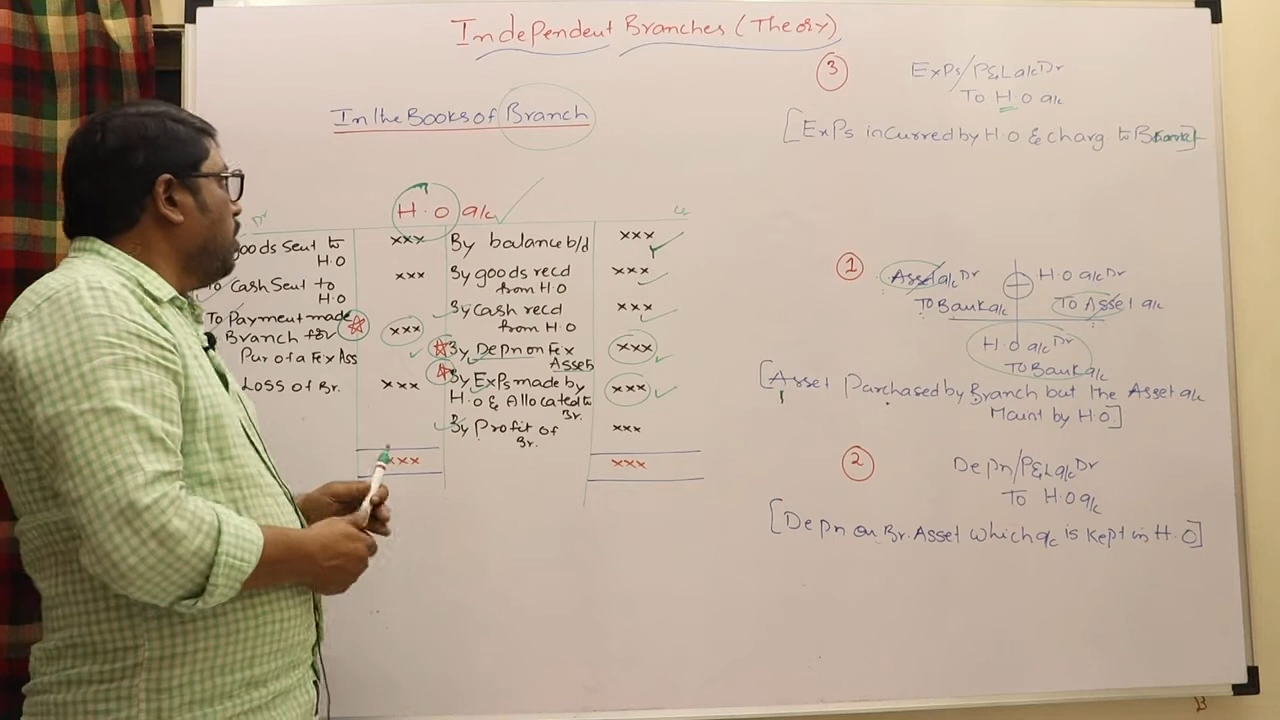 Independent Branches (Theory)
In the Books of Branch
H.O a/c
Dr
Cr
goods sent to xxx
H.O
To Cash sent to xxx
H.O
To Payment made
Branch for xxx
Pur of a Fex Ass
Loss of Br. xxx
xxx
By balance b/d xxx
By goods recd xxx
from H.O
By Cash recd xxx
from H.O
By Depn on Fex xxx
Assets
By Exps made by xxx
H.O & Allocated to
Br.
By Profit of xxx
Br.
xxx
3
Exps/P&L a/c Dr
To H.O a/c
[Exps incurred by H.O & charg to]
1
Asset a/c Dr
To Bank a/c
H.O a/c Dr
To Asset a/c
H.O a/c Dr
To Bank a/c
[Asset Purchased by Branch but the Asset a/c
Maint by H.O]
2
Depn/P&L a/c Dr
To H.O a/c
[Depn on Br. Asset which a/c is kept in H.O]